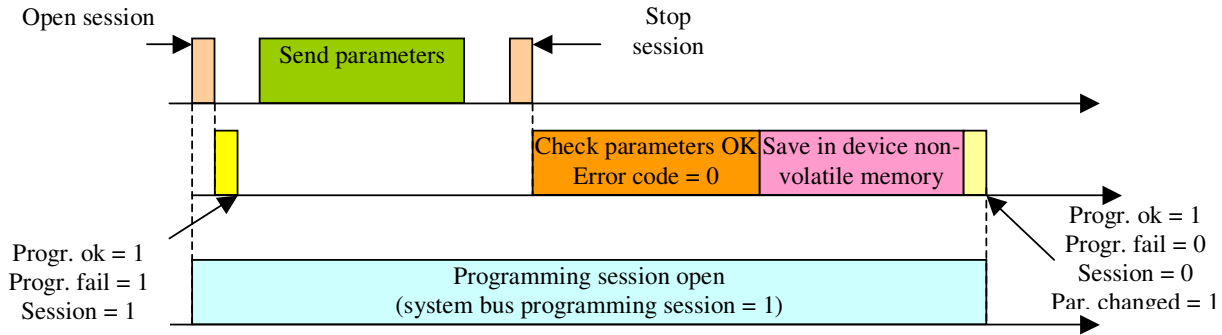 Open session
Stop
session
Send parameters
Check parameters OK
Error code = 0
Save in device non-
volatile memory
Progr. ok = 1
Progr. fail = 1
Session = 1
Progr. ok = 1
Progr. fail = 0
Session = 0
Par. changed = 1
Programming session open
(system bus programming session = 1)